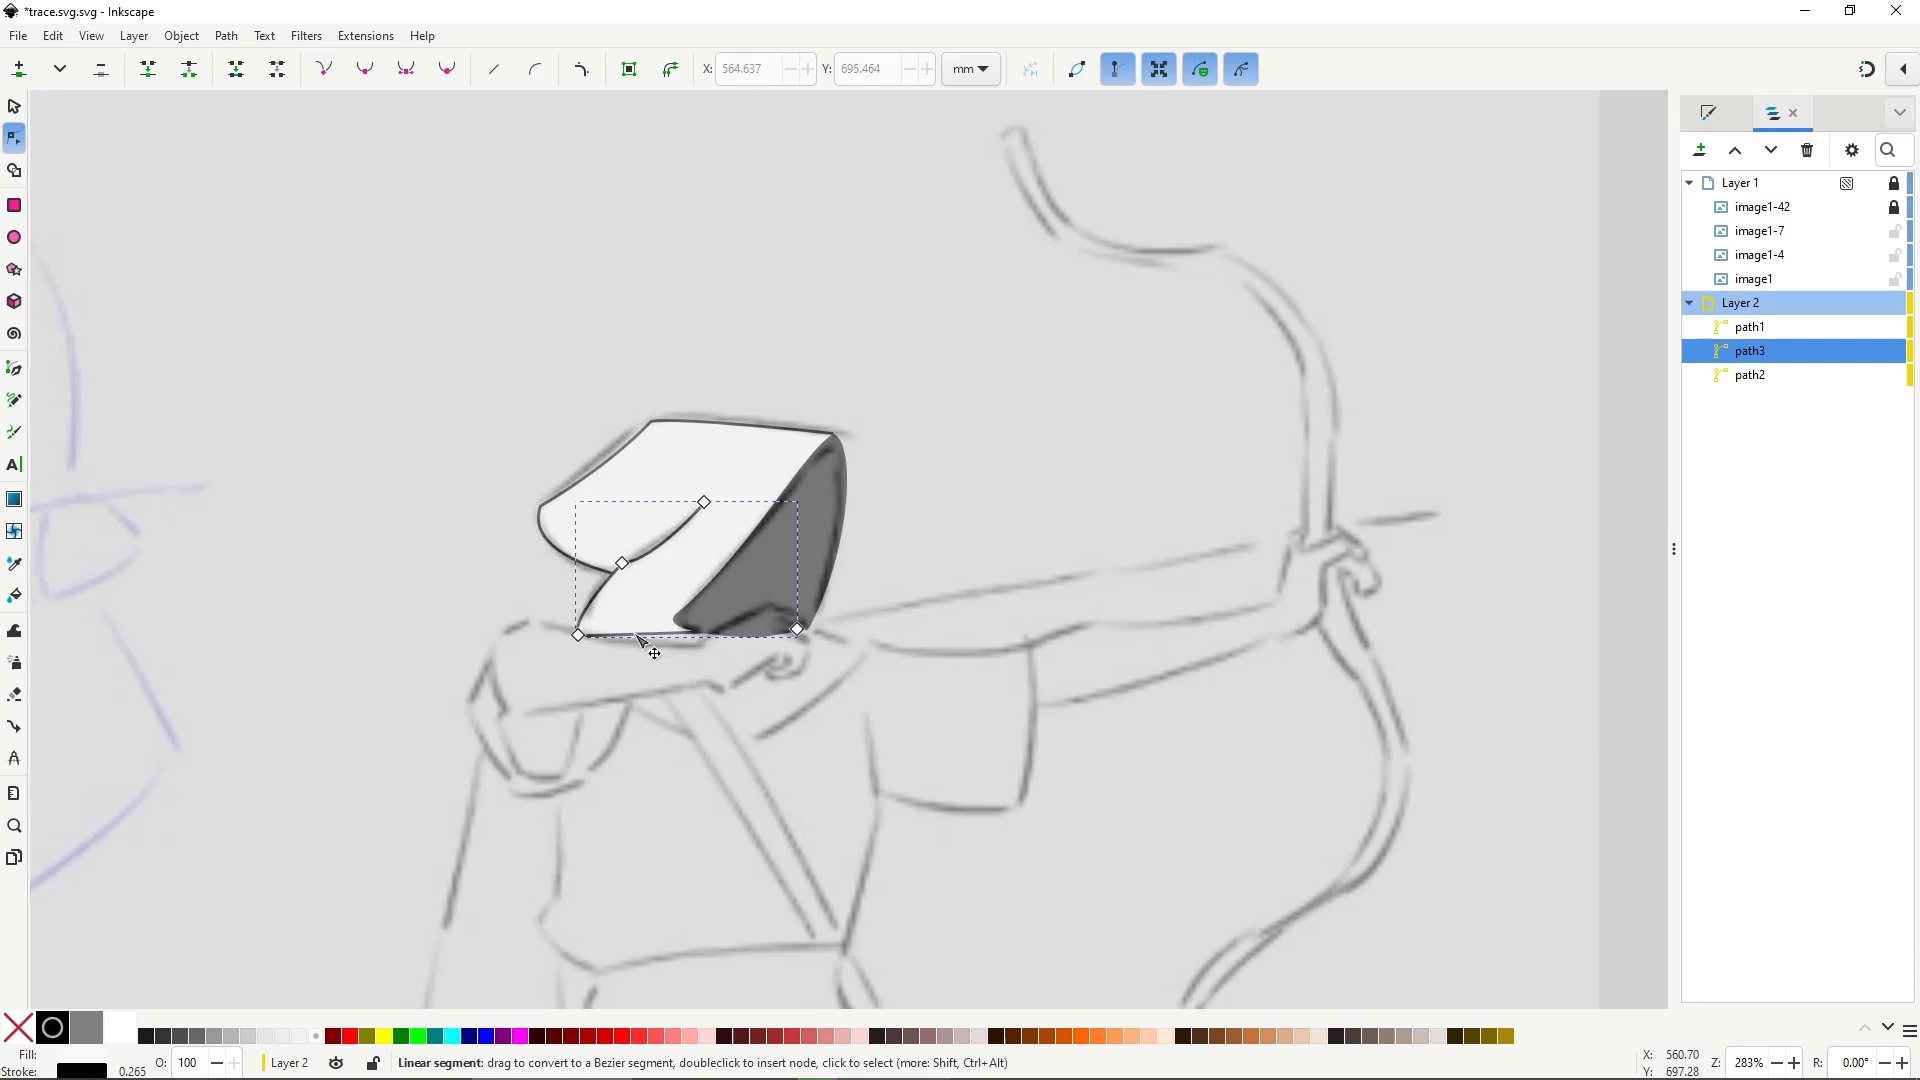 *trace.svg.svg - Inkscape
File Edit View Layer Object Path Text Filters Extensions Help
X: 564.637 Y: 695.464 mm
Layer 1
image1-42
image1-7
image1-4
image1
Layer 2
path1
path3
path2
Fill:
Stroke: 0.265 O: 100 Layer 2 Linear segment: drag to convert to a Bezier segment, doubleclick to insert node, click to select (more: Shift, Ctrl+Alt) X: 560.70 Z: 283% R: 0.00°
Y: 697.28